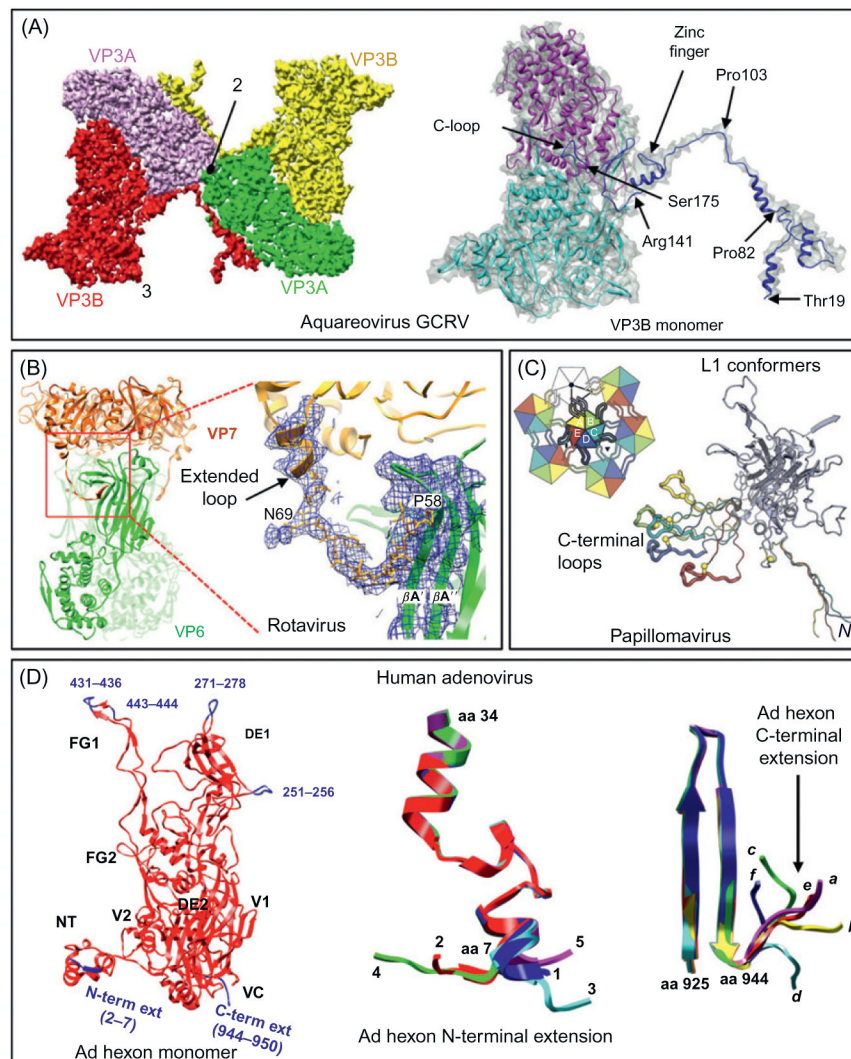 (A)
VP3A
VP3B
2
VP3B
3
VP3A
Zinc
finger
Pro103
C-loop
Ser175
Arg141
Pro82
Thr19
Aquareovirus GCRV
VP3B monomer
(B)
VP7
Extended
loop
N69
P58
βA′ βA′′
VP6
Rotavirus
(C)
L1 conformers
B
E
D
C
C-terminal
loops
N
Papillomavirus
(D)
Human adenovirus
431–436
443–444
271–278
FG1
DE1
251–256
FG2
DE2
V1
V2
NT
VC
N-term ext
(2–7)
C-term ext
(944–950)
Ad hexon monomer
aa 34
2
aa 7
5
4
1
3
Ad hexon N-terminal extension
Ad hexon
C-terminal
extension
c
f
e
a
d
aa 925
aa 944